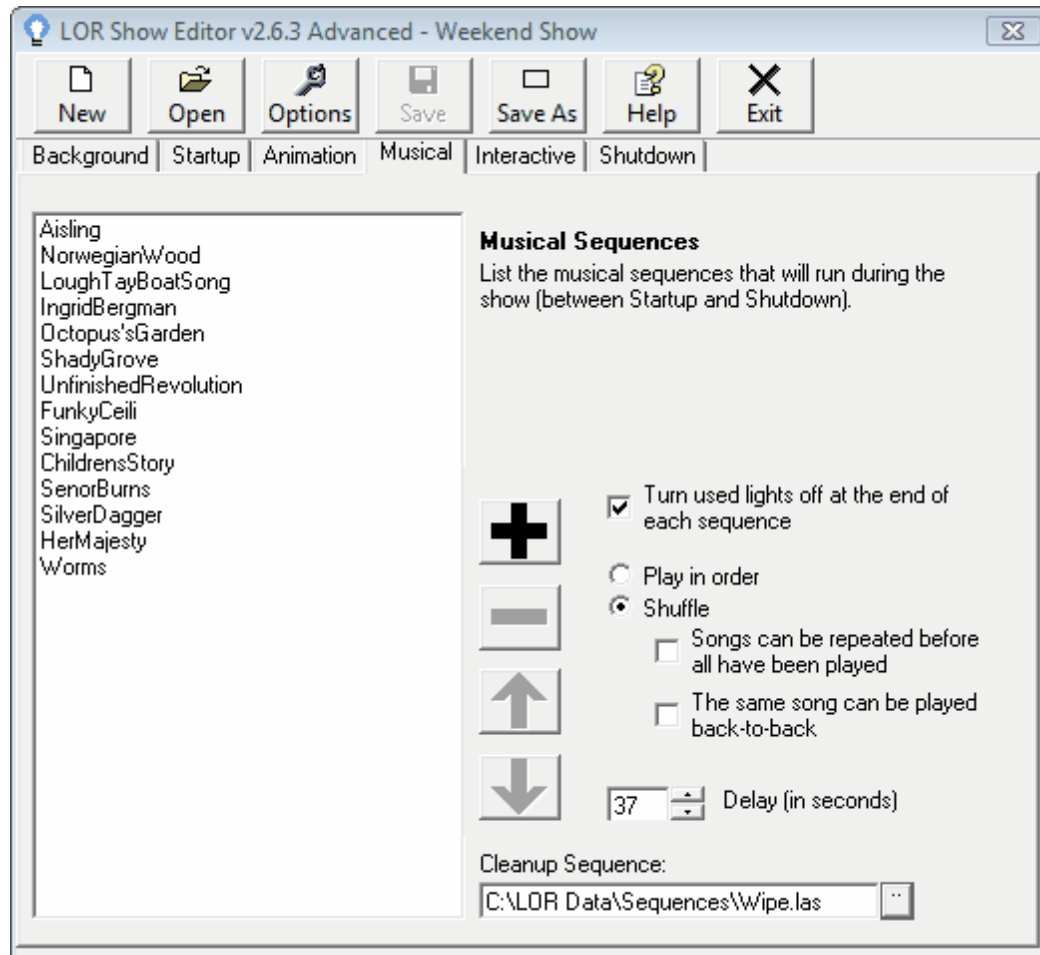 LOR Show Editor v2.6.3 Advanced - Weekend Show
New Open Options Save Save As Help Exit
Background Startup Animation Musical Interactive Shutdown
Aisling
NorwegianWood
LoughTayBoatSong
IngridBergman
Octopus'sGarden
ShadyGrove
UnfinishedRevolution
FunkyCeili
Singapore
ChildrensStory
SenorBurns
SilverDagger
HerMajesty
Worms
Musical Sequences
List the musical sequences that will run during the
show (between Startup and Shutdown).
Turn used lights off at the end of
each sequence
Play in order
Shuffle
Songs can be repeated before
all have been played
The same song can be played
back-to-back
37 Delay (in seconds)
Cleanup Sequence:
C:\LOR Data\Sequences\Wipe.las ..